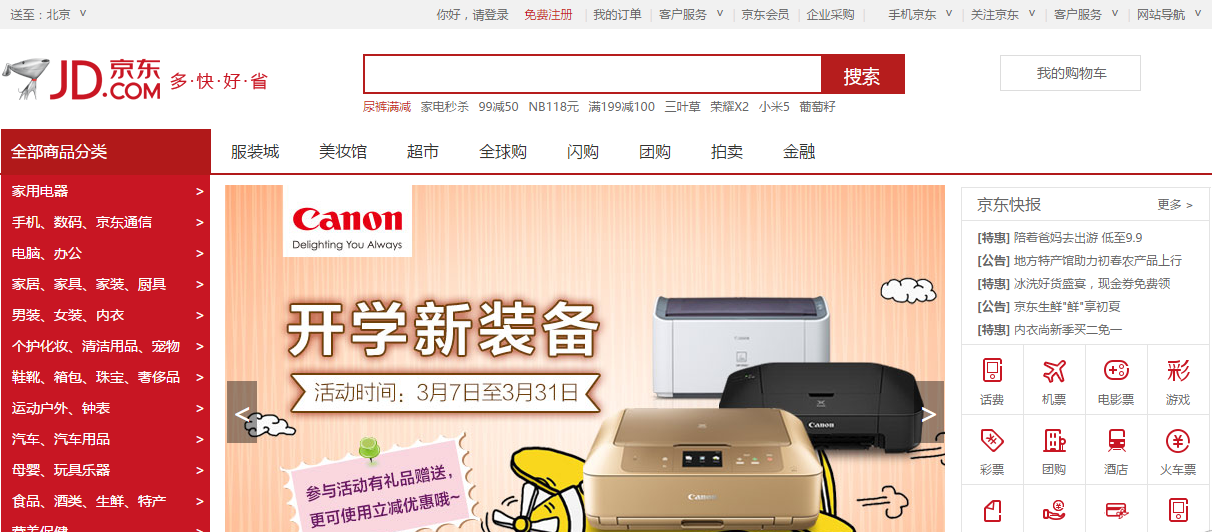 送至：北京
你好，请登录 免费注册 我的订单 客户服务 京东会员 企业采购 手机京东 关注京东 客户服务 网站导航
JD.COM 京东
多·快·好·省
搜索
我的购物车
尿裤满减 家电秒杀 99减50 NB118元 满199减100 三叶草 荣耀X2 小米5 葡萄籽
全部商品分类 服装城 美妆馆 超市 全球购 闪购 团购 拍卖 金融
家用电器 >
手机、数码、京东通信 >
电脑、办公 >
家居、家具、家装、厨具 >
男装、女装、内衣 >
个护化妆、清洁用品、宠物 >
鞋靴、箱包、珠宝、奢侈品 >
运动户外、钟表 >
汽车、汽车用品 >
母婴、玩具乐器 >
食品、酒类、生鲜、特产 >
Canon
Delighting You Always
开学新装备
活动时间：3月7日至3月31日
参与活动有礼品赠送，
更可使用立减优惠哦~
Canon
Canon
<
>
京东快报 更多 >
[特惠] 陪着爸妈去出游 低至9.9
[公告] 地方特产馆助力初春农产品上行
[特惠] 冰洗好货盛宴，现金券免费领
[公告] 京东生鲜"鲜"享初夏
[特惠] 内衣尚新季买二免一
彩
话费 机票 电影票 游戏
彩票 团购 酒店 火车票